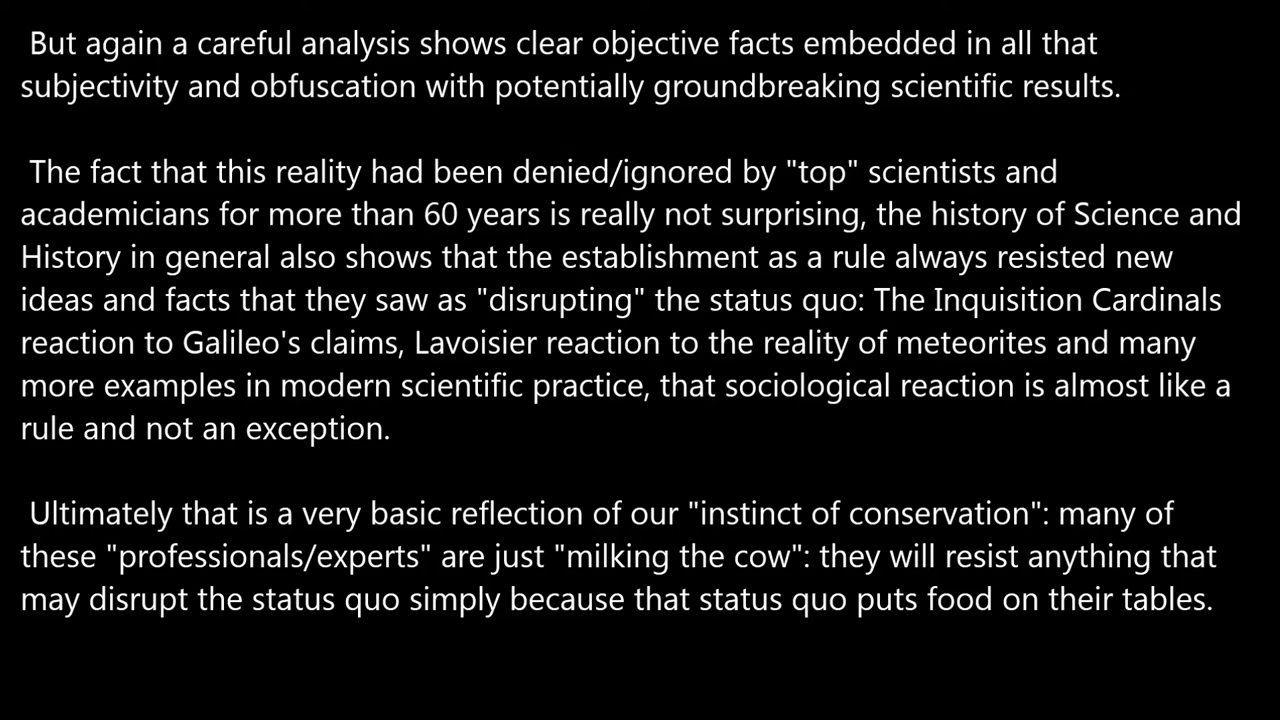 But again a careful analysis shows clear objective facts embedded in all that
subjectivity and obfuscation with potentially groundbreaking scientific results.
The fact that this reality had been denied/ignored by "top" scientists and
academicians for more than 60 years is really not surprising, the history of Science and
History in general also shows that the establishment as a rule always resisted new
ideas and facts that they saw as "disrupting" the status quo: The Inquisition Cardinals
reaction to Galileo's claims, Lavoisier reaction to the reality of meteorites and many
more examples in modern scientific practice, that sociological reaction is almost like a
rule and not an exception.
Ultimately that is a very basic reflection of our "instinct of conservation": many of
these "professionals/experts" are just "milking the cow": they will resist anything that
may disrupt the status quo simply because that status quo puts food on their tables.